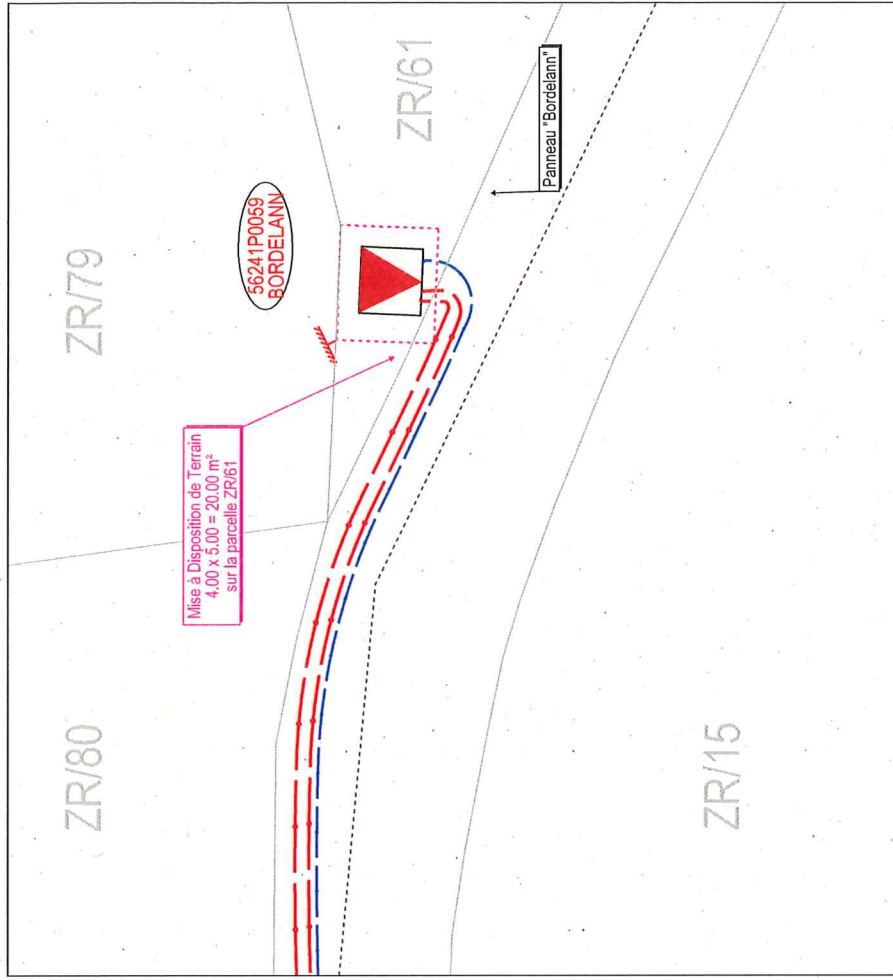 ZR/80
ZR/79
ZR/61
ZR/15
56241P0059
BORDELANN
Mise à Disposition de Terrain
4.00 x 5.00 = 20.00 m²
sur la parcelle ZR/61
Panneau "Bordelann"